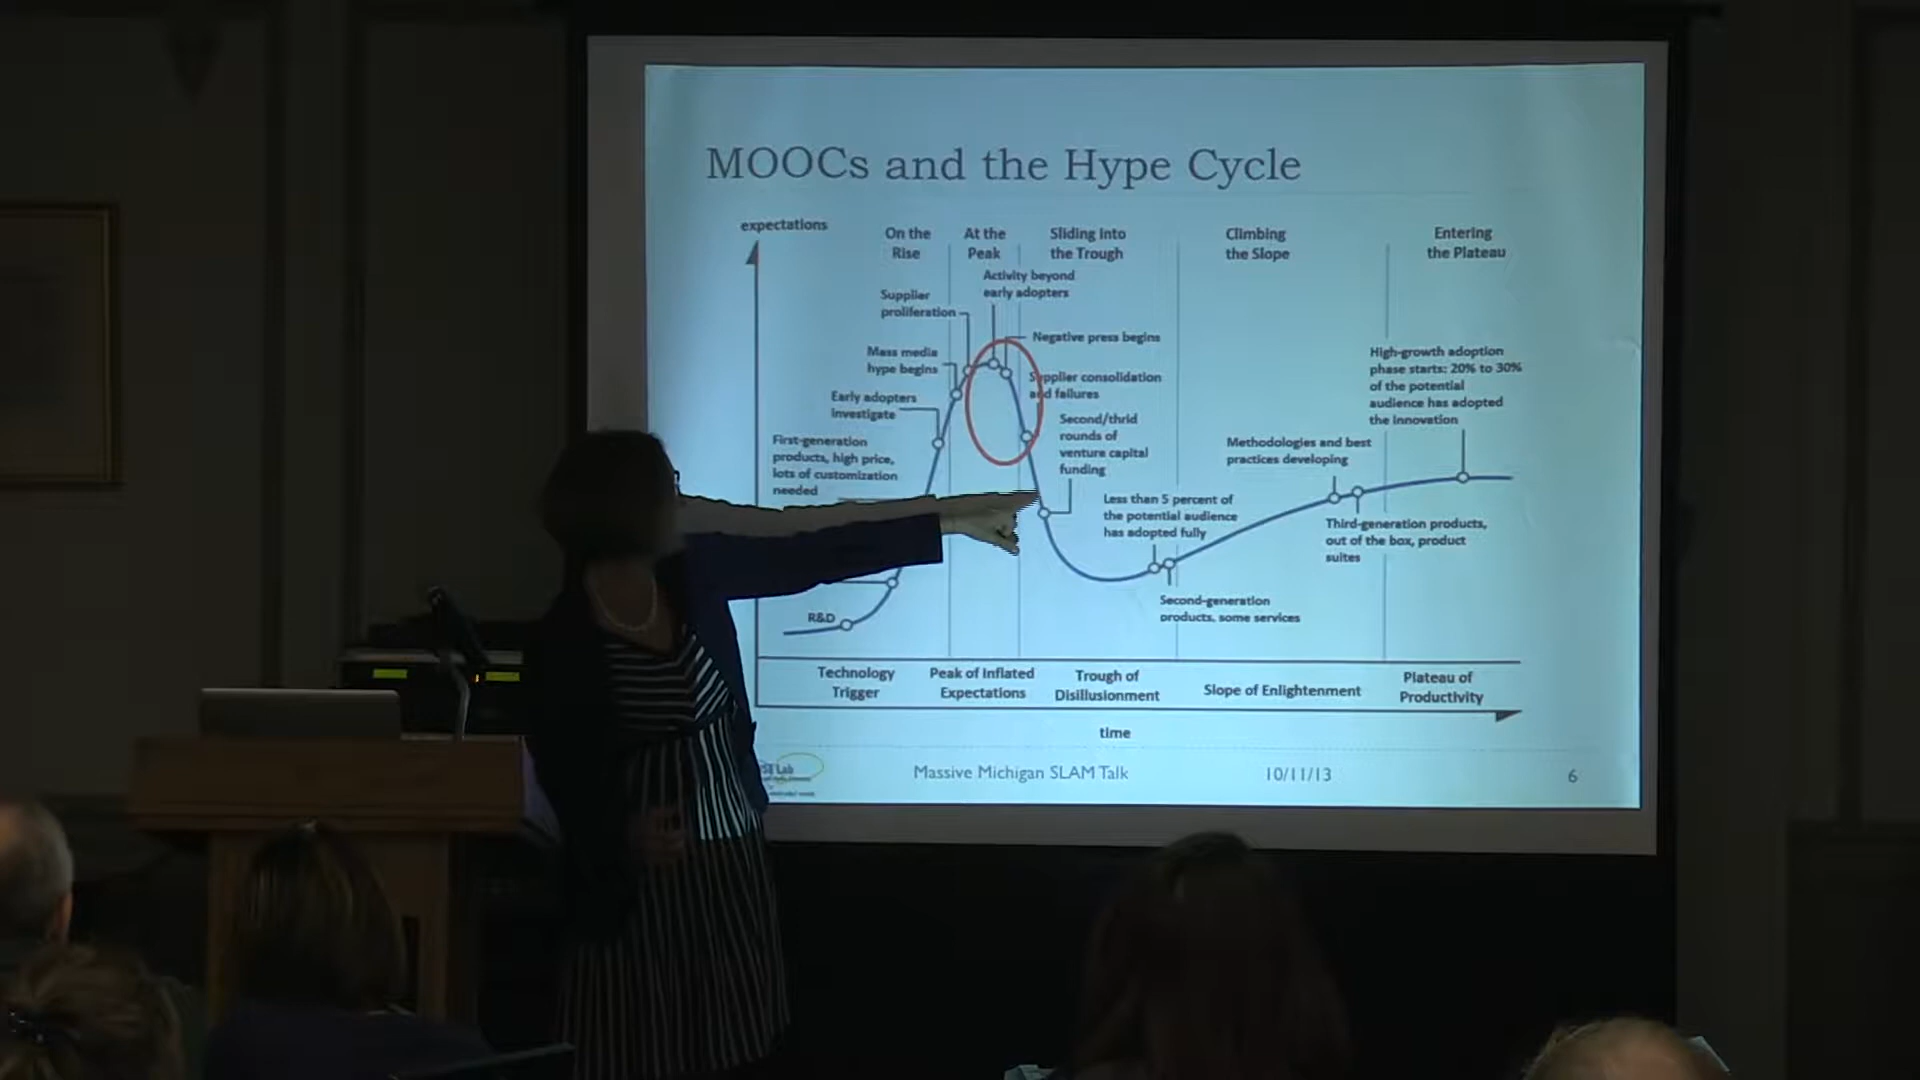 MOOCs and the Hype Cycle
expectations
On the
Rise
At the
Peak
Sliding Into
the Trough
Climbing
the Slope
Entering
the Plateau
Activity beyond
early adopters
Supplier
proliferation
Negative press begins
Mass media
hype begins
Supplier consolidation
and failures
Early adopters
investigate
Second/thrid
rounds of
venture capital
funding
First-generation
products, high price,
lots of customization
needed
High-growth adoption
phase starts: 20% to 30%
of the potential
audience has adopted
the innovation
Methodologies and best
practices developing
Less than 5 percent of
the potential audience
has adopted fully
Third-generation products,
out of the box, product
suites
Second-generation
products, some services
R&D
Technology
Trigger
Peak of Inflated
Expectations
Trough of
Disillusionment
Slope of Enlightenment
Plateau of
Productivity
time
Lab
Massive Michigan SLAM Talk
10/11/13
6